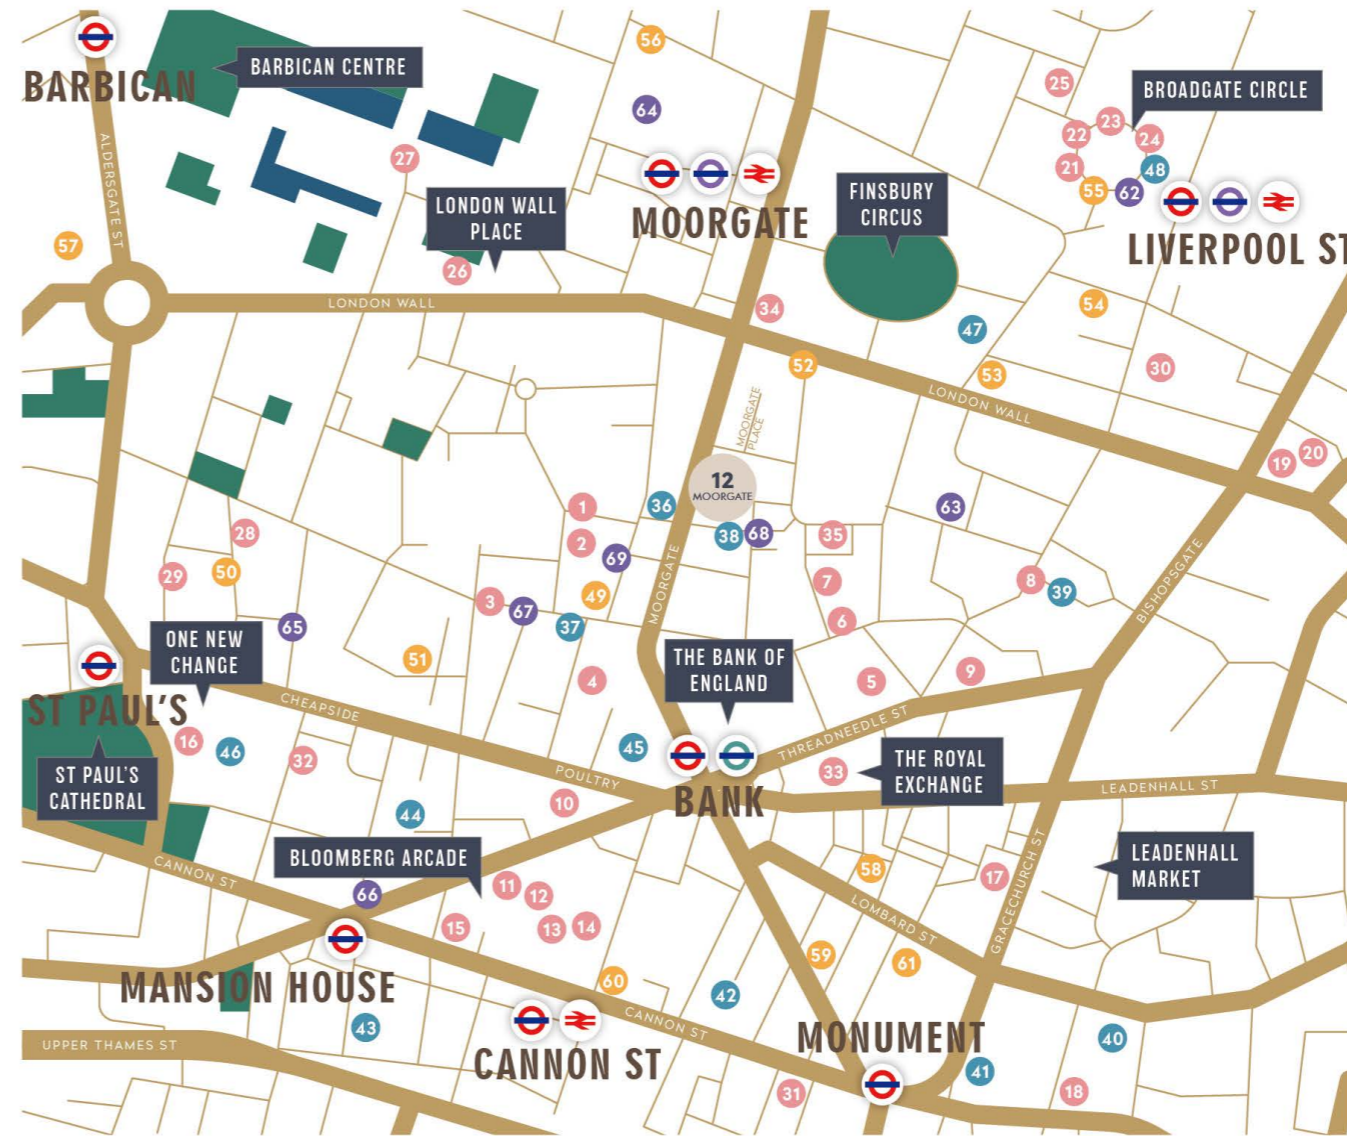 56
BARBICAN CENTRE
BARBICAN
25
BROADGATE CIRCLE
64
23
22
24
21
48
55
62
27
ALDERSGATE ST
LONDON WALL
PLACE
MOORGATE
FINSBURY
CIRCUS
LIVERPOOL ST
57
26
LONDON WALL
34
54
47
52
53
30
LONDON WALL
MOORGATE
PLACE
19
20
12
MOORGATE
1
36
63
28
2
38
68
35
69
29
50
MOORGATE
7
8
39
BISHOPSGATE
49
3
67
37
6
65
ONE NEW
CHANGE
51
THE BANK OF
ENGLAND
4
5
9
ST PAUL'S
CHEAPSIDE
16
46
32
45
THREADNEEDLE ST
ST PAUL'S
CATHEDRAL
POULTRY
33
THE ROYAL
EXCHANGE
BANK
10
LEADENHALL ST
44
BLOOMBERG ARCADE
CANNON ST
66
11
12
58
17
LEADENHALL
MARKET
GRACECHURCH ST
LOMBARD ST
15
13
14
59
61
MANSION HOUSE
60
42
43
CANNON ST
CANNON ST
MONUMENT
40
UPPER THAMES ST
41
31
18